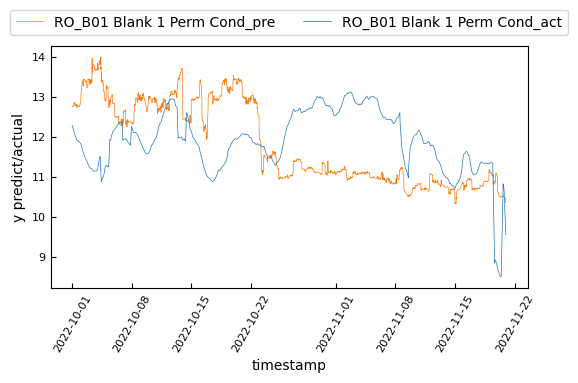 RO_B01 Blank 1 Perm Cond_pre RO_B01 Blank 1 Perm Cond_act
14
13
12
11
10
9
y predict/actual
2022-10-01 2022-10-08 2022-10-15 2022-10-22 2022-11-01 2022-11-08 2022-11-15 2022-11-22
timestamp